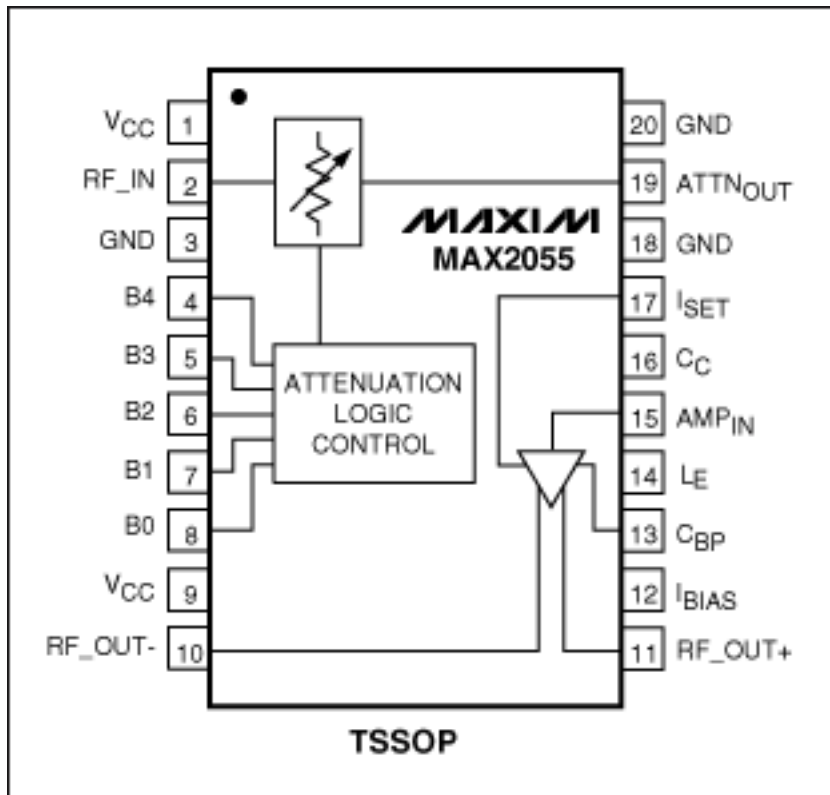 VCC 1
20 GND
RF_IN 2
19 ATTNOUT
MAXIM
GND 3
18 GND
MAX2055
B4 4
17 ISET
B3 5
16 CC
ATTENUATION
LOGIC
CONTROL
B2 6
15 AMPIN
B1 7
14 LE
B0 8
13 CBP
VCC 9
12 IBIAS
RF_OUT- 10
11 RF_OUT+
TSSOP